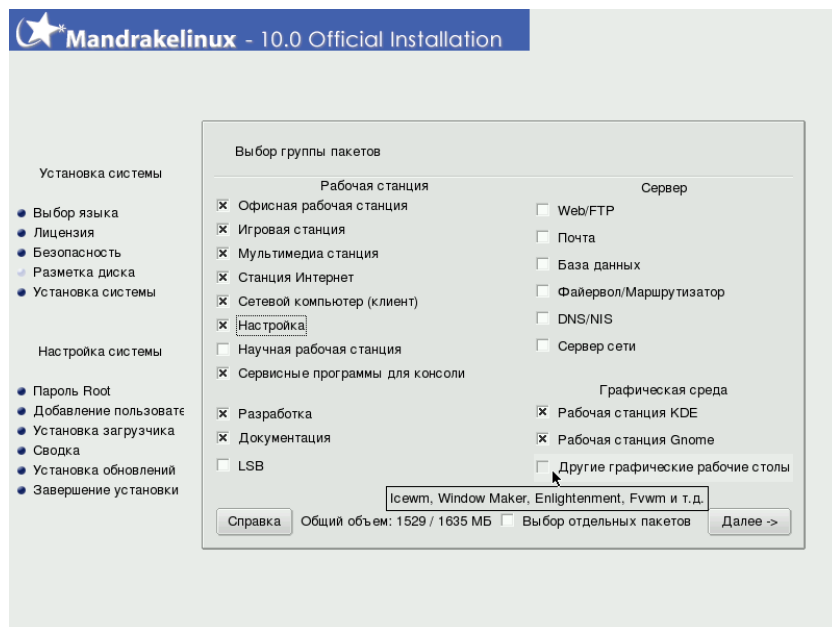 Mandrakelinux - 10.0 Official Installation
Установка системы
Выбор языка
Лицензия
Безопасность
Разметка диска
Установка системы
Настройка системы
Пароль Root
Добавление пользовате
Установка загрузчика
Сводка
Установка обновлений
Завершение установки
Выбор группы пакетов
Рабочая станция
Офисная рабочая станция
Игровая станция
Мультимедиа станция
Станция Интернет
Сетевой компьютер (клиент)
Настройка
Научная рабочая станция
Сервисные программы для консоли
Разработка
Документация
LSB
Сервер
Web/FTP
Почта
База данных
Файервол/Маршрутизатор
DNS/NIS
Сервер сети
Графическая среда
Рабочая станция KDE
Рабочая станция Gnome
Другие графические рабочие столы
Icewm, Window Maker, Enlightenment, Fvwm и т.д.
Справка
Общий объем: 1529 / 1635 МБ
Выбор отдельных пакетов
Далее ->